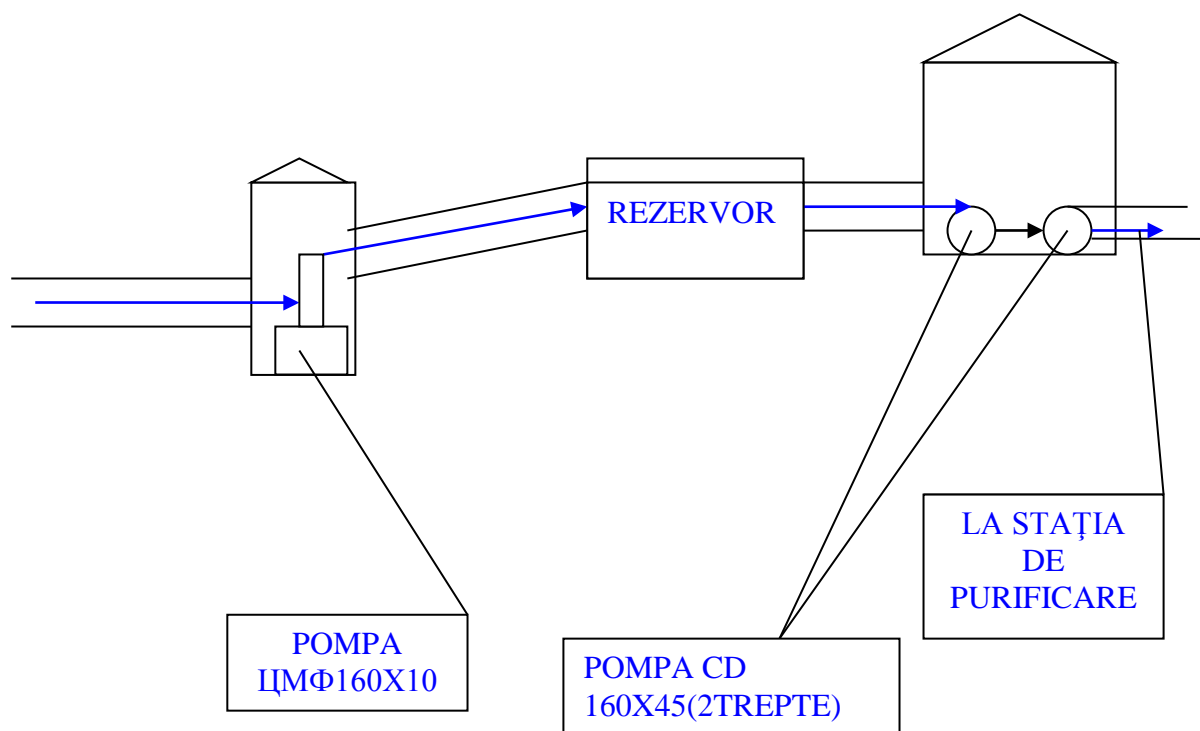 REZERVOR
LA STAŢIA
DE
PURIFICARE
POMPA
ЦМФ160X10
POMPA CD
160X45(2TREPTE)